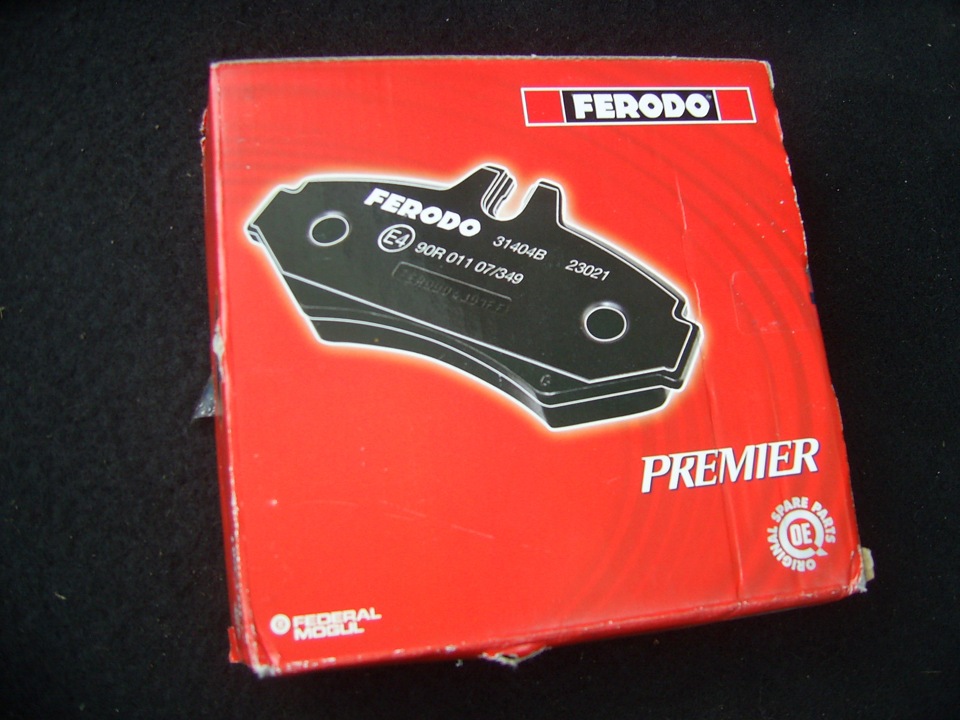 FERODO
FERODO
31404B 23021
E4 90R 011 07/349
PREMIER
ORIGINAL SPARE PARTS
OE
FEDERAL
MOGUL